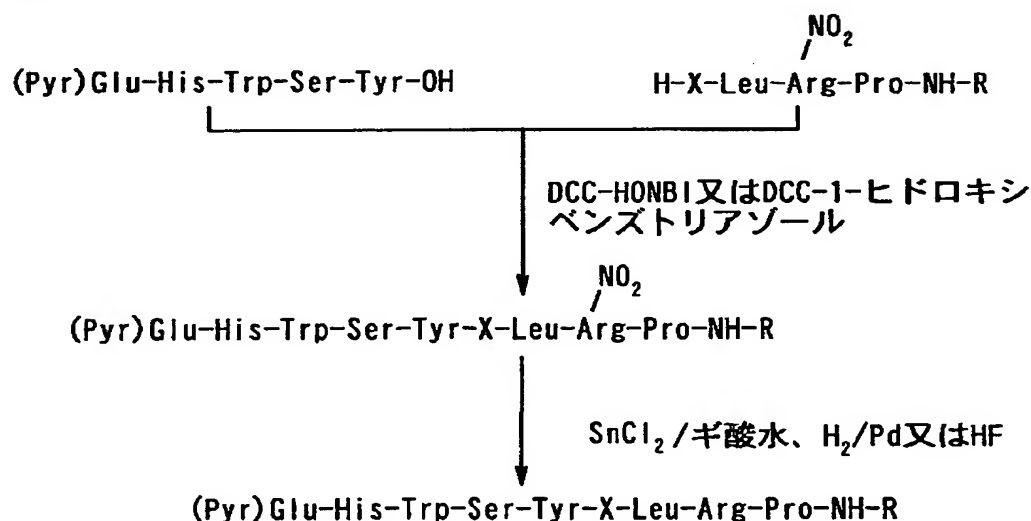 NO₂
(Pyr)Glu-His-Trp-Ser-Tyr-OH H-X-Leu-Arg-Pro-NH-R
DCC-HONBI又はDCC-1-ヒドロキシ
ベンズトリアゾール
NO₂
(Pyr)Glu-His-Trp-Ser-Tyr-X-Leu-Arg-Pro-NH-R
SnCl₂/ギ酸水、H₂/Pd又はHF
(Pyr)Glu-His-Trp-Ser-Tyr-X-Leu-Arg-Pro-NH-R